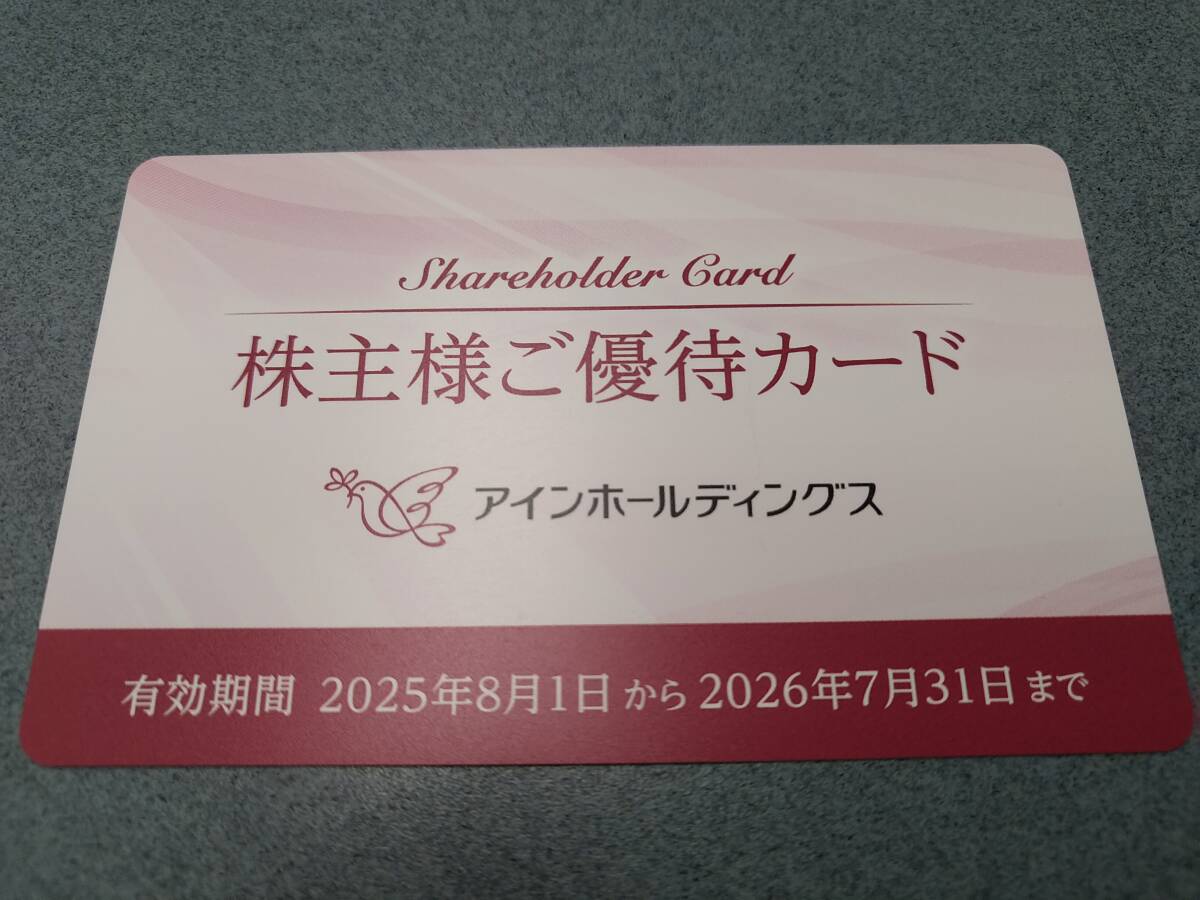 Shareholder Card
株主様ご優待カード
アインホールディングス
有効期間 2025年8月1日から2026年7月31日まで